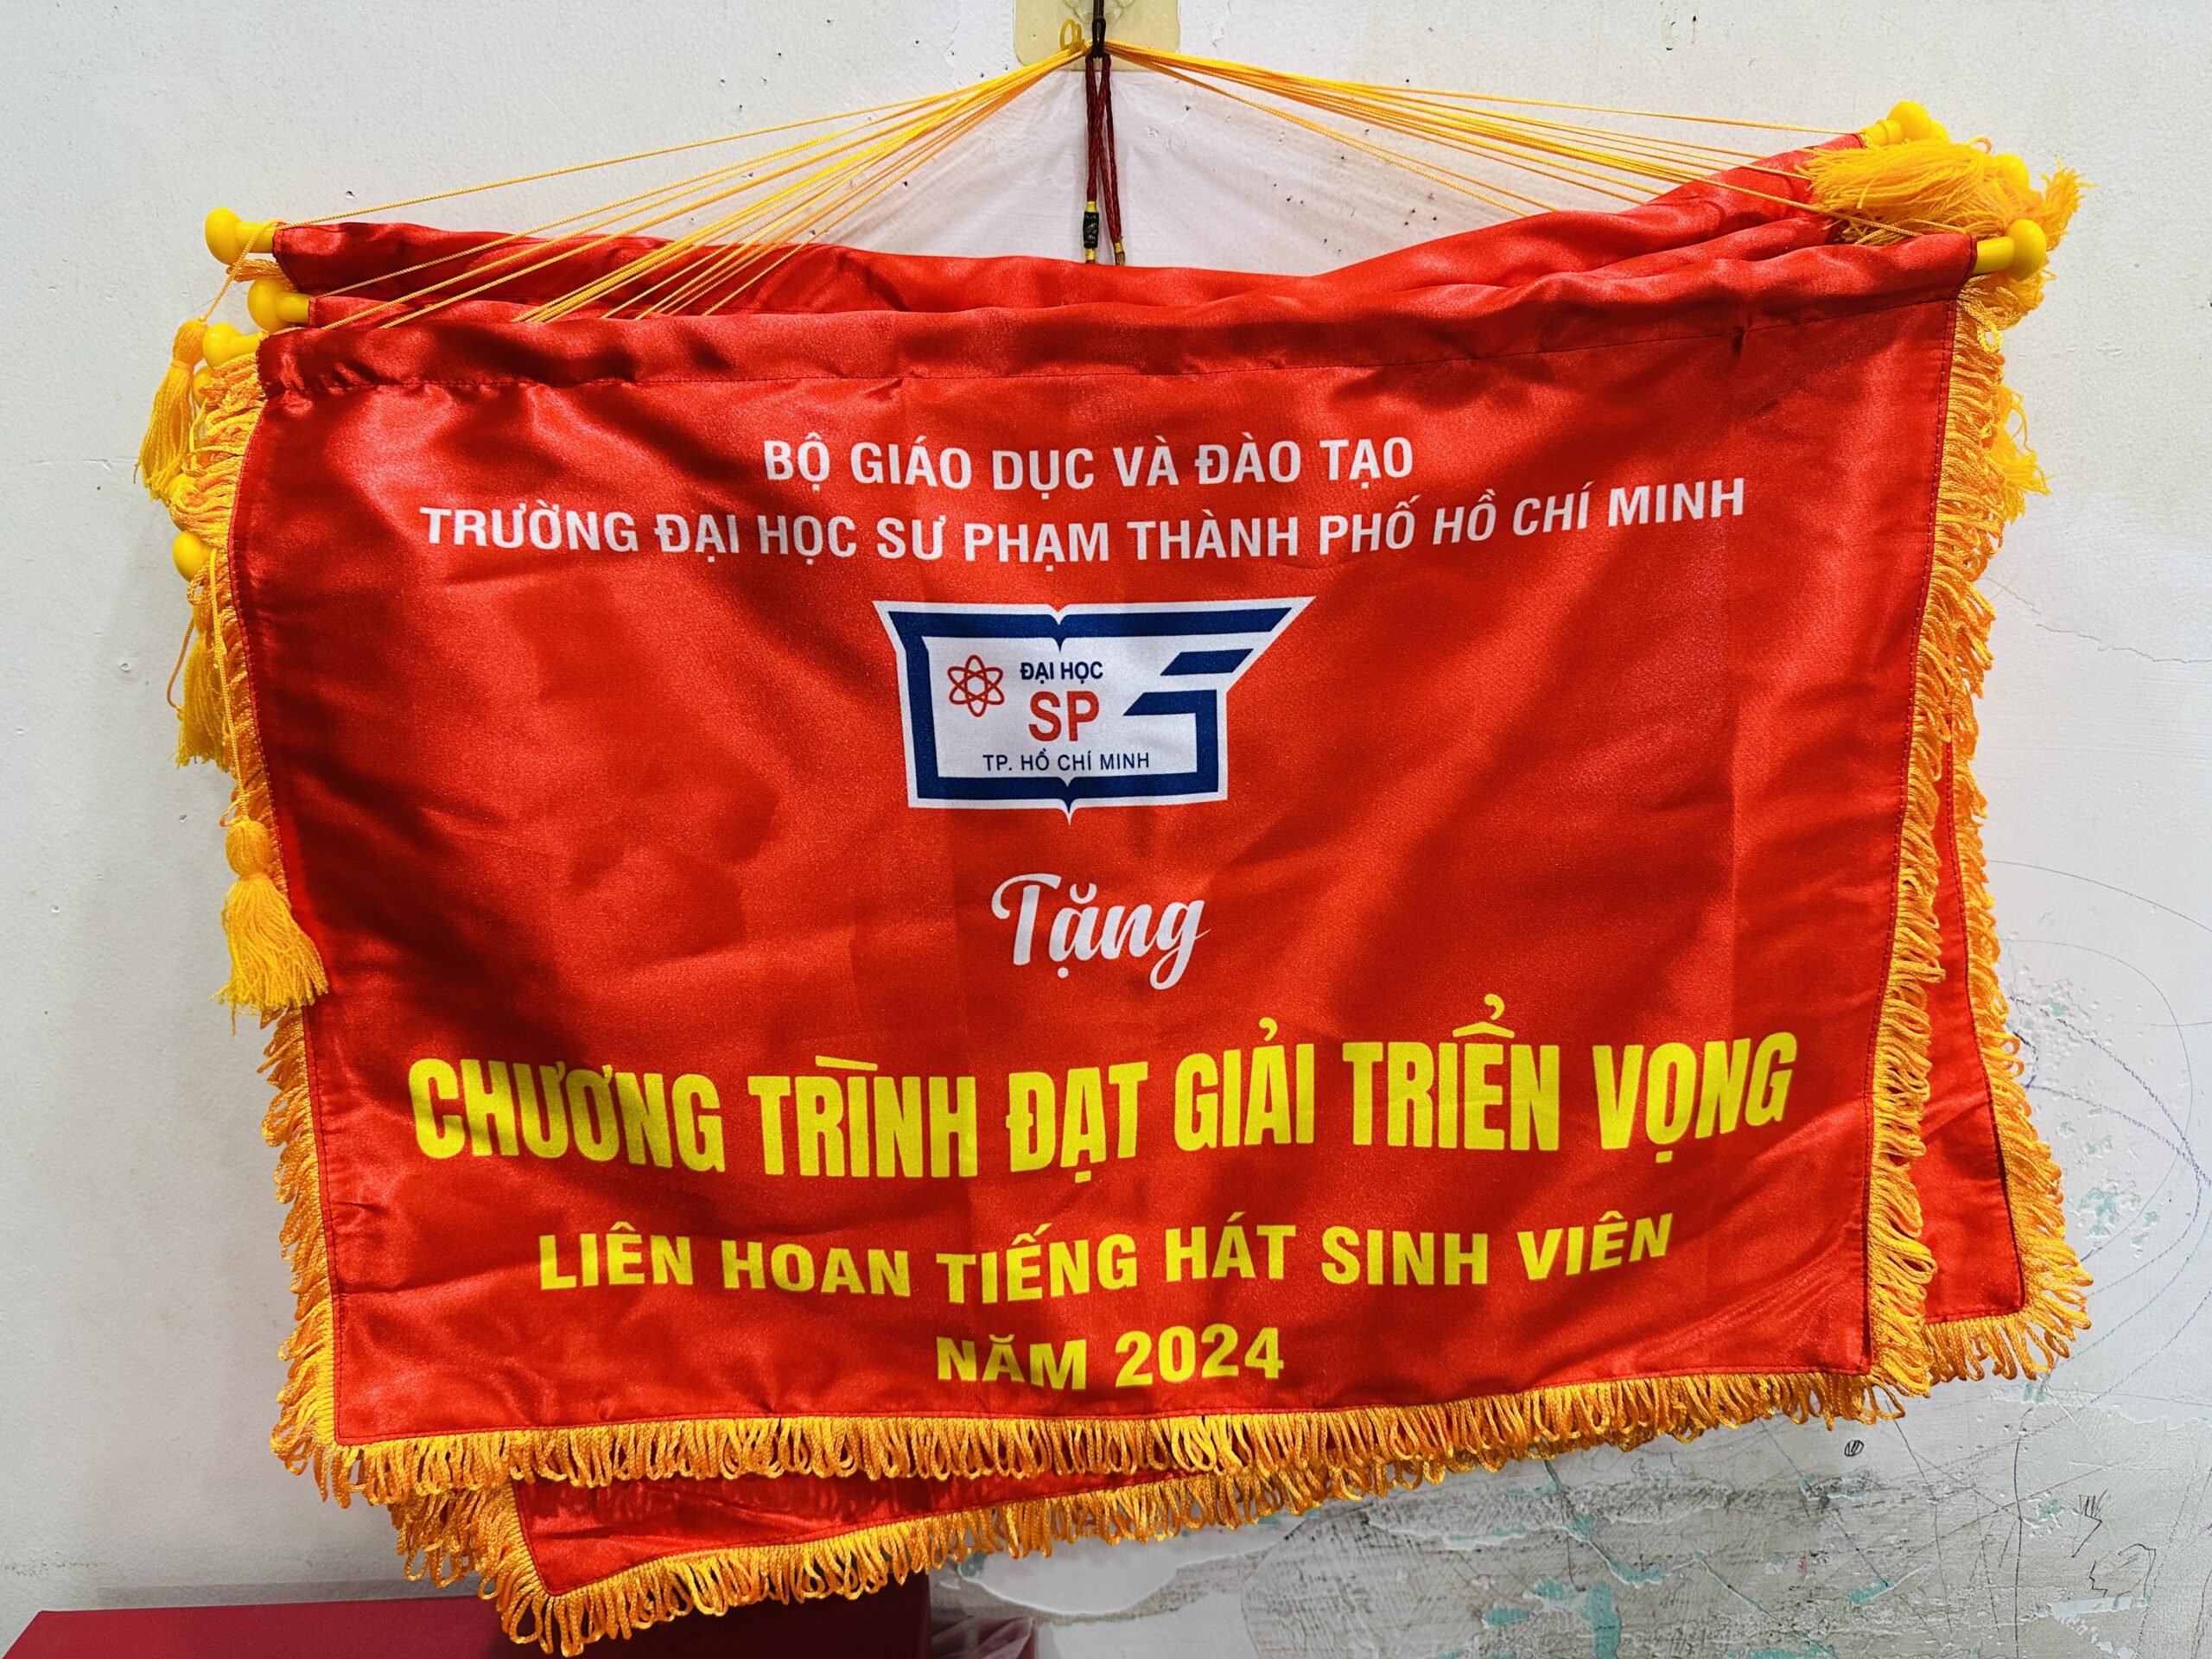 BỘ GIÁO DỤC VÀ ĐÀO TẠO
TRƯỜNG ĐẠI HỌC SƯ PHẠM THÀNH PHỐ HỒ CHÍ MINH
ĐẠI HỌC
SP
TP. HỒ CHÍ MINH
Tặng
CHƯƠNG TRÌNH ĐẠT GIẢI TRIỂN VỌNG
LIÊN HOAN TIẾNG HÁT SINH VIÊN
NĂM 2024